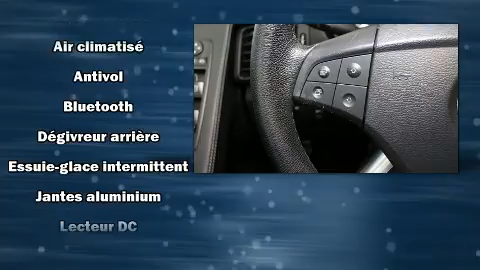 Air climatisé
Antivol
Bluetooth
Dégivreur arrière
Essuie-glace intermittent
Jantes aluminium
Lecteur DC